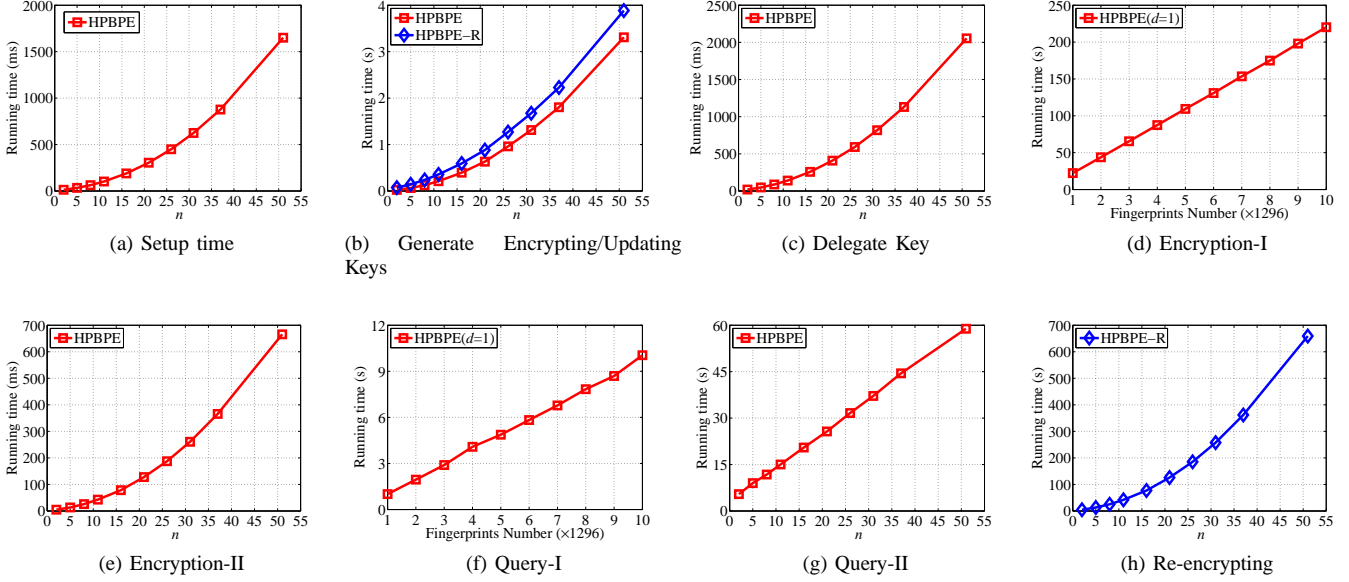 HPBPE
Running time (ms)
2000
1500
1000
500
0
0 5 10 15 20 25 30 35 40 45 50 55
n
(a) Setup time
HPBPE
HPBPE-R
Running time (s)
4
3
2
1
0
0 5 10 15 20 25 30 35 40 45 50 55
n
(b) Generate Encrypting/Updating
Keys
HPBPE
Running time (ms)
2500
2000
1500
1000
500
0
0 5 10 15 20 25 30 35 40 45 50 55
n
(c) Delegate Key
HPBPE(d=1)
Running time (s)
250
200
150
100
50
0
1 2 3 4 5 6 7 8 9 10
Fingerprints Number (×1296)
(d) Encryption-I
HPBPE
Running time (ms)
700
600
500
400
300
200
100
0
0 5 10 15 20 25 30 35 40 45 50 55
n
(e) Encryption-II
HPBPE(d=1)
Running time (s)
12
9
6
3
0
1 2 3 4 5 6 7 8 9 10
Fingerprints Number (×1296)
(f) Query-I
HPBPE
Running time (s)
60
45
30
15
0
0 5 10 15 20 25 30 35 40 45 50 55
n
(g) Query-II
HPBPE-R
Running time (s)
700
600
500
400
300
200
100
0
0 5 10 15 20 25 30 35 40 45 50 55
n
(h) Re-encrypting